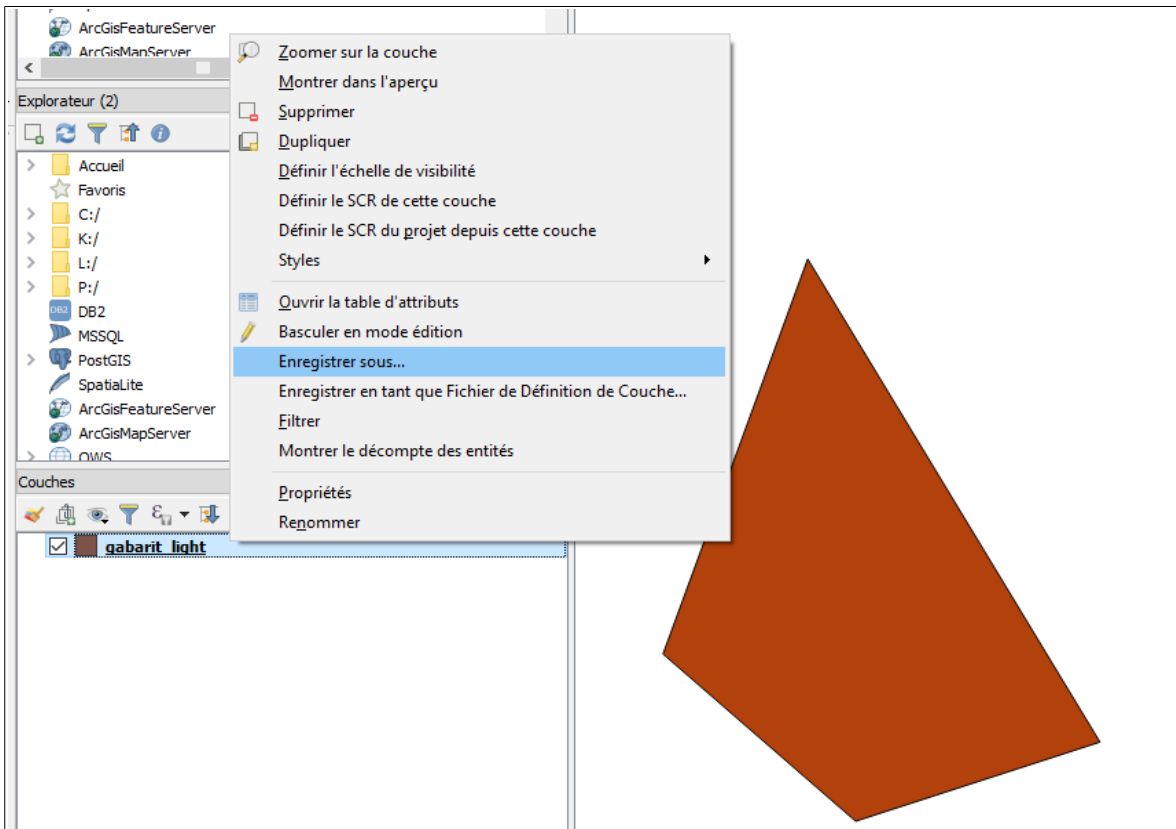 ArcGisFeatureServer
ArcGisMapServer
Explorateur (2)
Accueil
Favoris
C:/
K:/
L:/
P:/
DB2
DB2
MSSQL
PostGIS
SpatiaLite
ArcGisFeatureServer
ArcGisMapServer
OWS
Couches
gabarit_light
Zoomer sur la couche
Montrer dans l'aperçu
Supprimer
Dupliquer
Définir l'échelle de visibilité
Définir le SCR de cette couche
Définir le SCR du projet depuis cette couche
Styles
Ouvrir la table d'attributs
Basculer en mode édition
Enregistrer sous...
Enregistrer en tant que Fichier de Définition de Couche...
Filtrer
Montrer le décompte des entités
Propriétés
Renommer